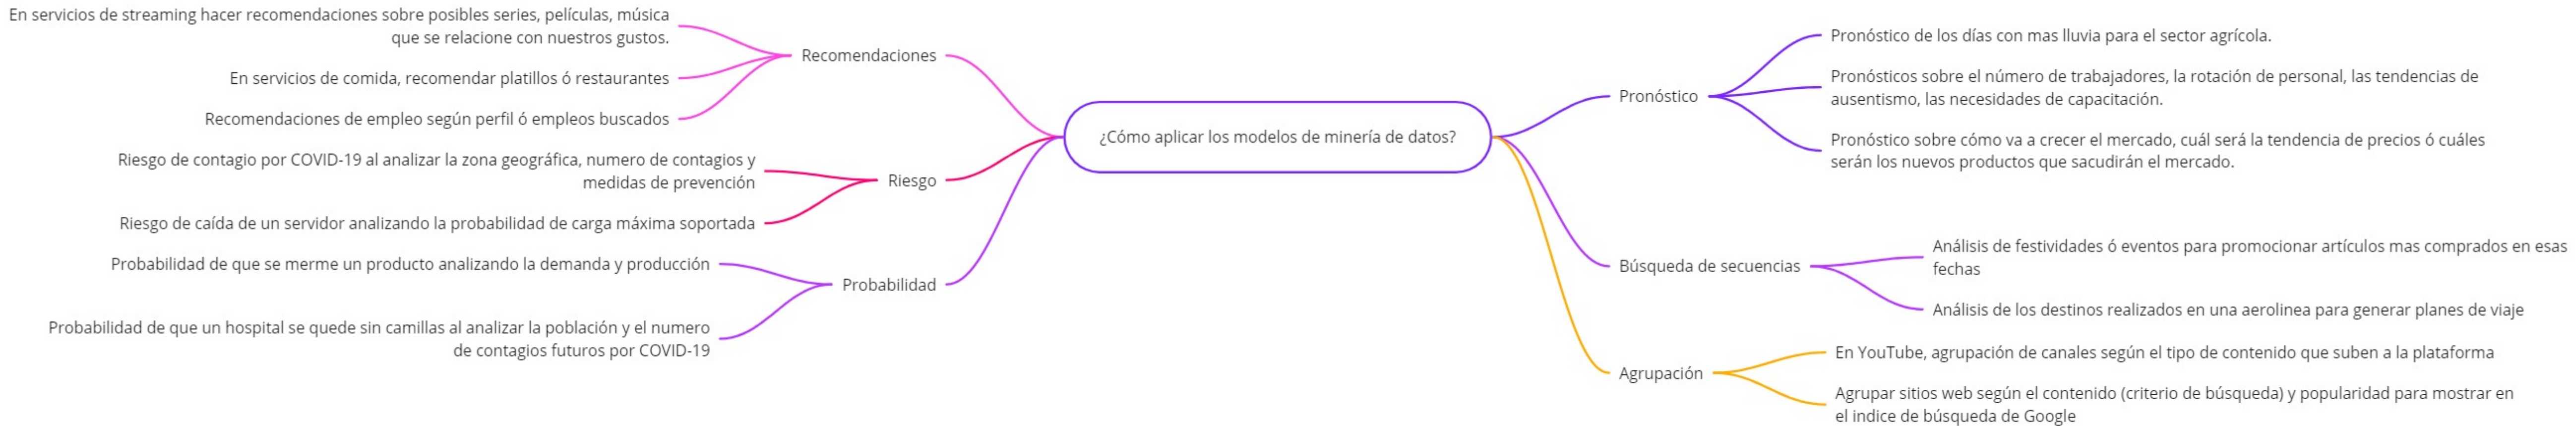 ¿Cómo aplicar los modelos de minería de datos?
Recomendaciones
En servicios de streaming hacer recomendaciones sobre posibles series, películas, música
que se relacione con nuestros gustos.
En servicios de comida, recomendar platillos ó restaurantes
Recomendaciones de empleo según perfil ó empleos buscados
Riesgo
Riesgo de contagio por COVID-19 al analizar la zona geográfica, numero de contagios y
medidas de prevención
Riesgo de caída de un servidor analizando la probabilidad de carga máxima soportada
Probabilidad
Probabilidad de que se merme un producto analizando la demanda y producción
Probabilidad de que un hospital se quede sin camillas al analizar la población y el numero
de contagios futuros por COVID-19
Pronóstico
Pronóstico de los días con mas lluvia para el sector agrícola.
Pronósticos sobre el número de trabajadores, la rotación de personal, las tendencias de
ausentismo, las necesidades de capacitación.
Pronóstico sobre cómo va a crecer el mercado, cuál será la tendencia de precios ó cuáles
serán los nuevos productos que sacudirán el mercado.
Búsqueda de secuencias
Análisis de festividades ó eventos para promocionar artículos mas comprados en esas
fechas
Análisis de los destinos realizados en una aerolinea para generar planes de viaje
Agrupación
En YouTube, agrupación de canales según el tipo de contenido que suben a la plataforma
Agrupar sitios web según el contenido (criterio de búsqueda) y popularidad para mostrar en
el indice de búsqueda de Google